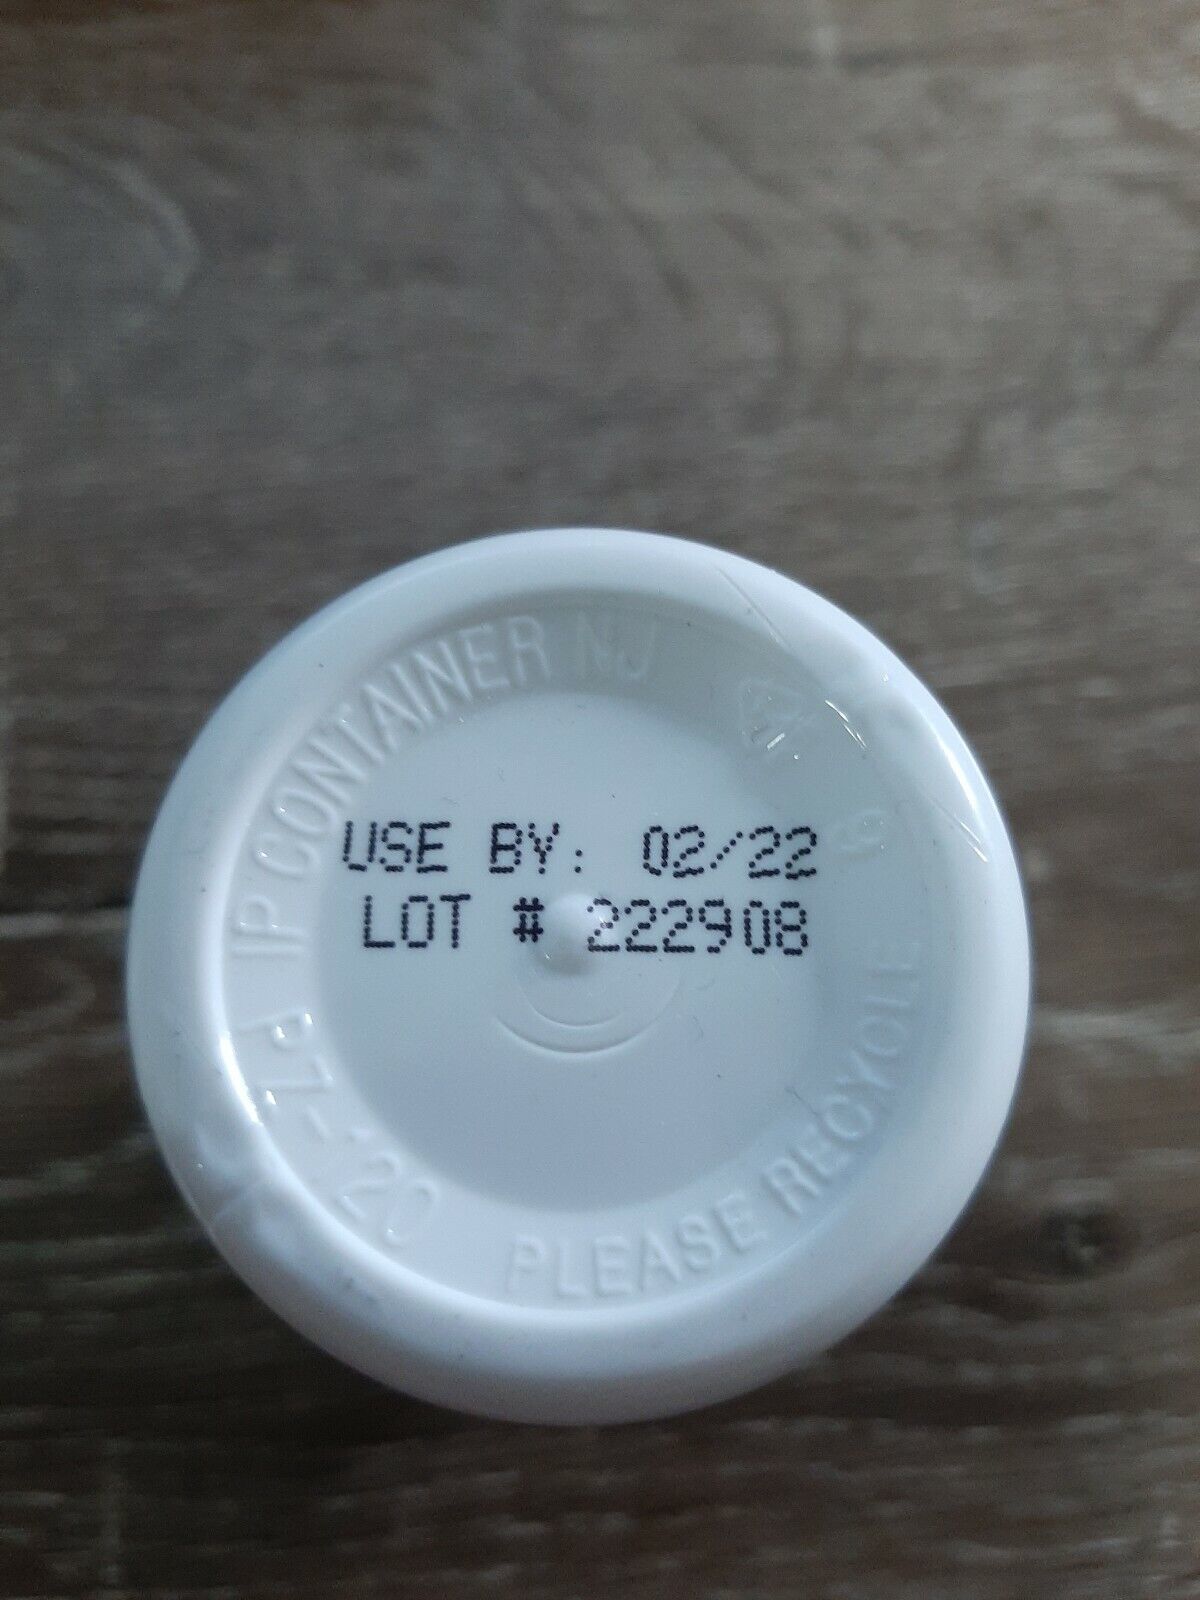 USE BY: 02/22
LOT # 222908
IP CONTAINER NJ
PLEASE RECYCLE